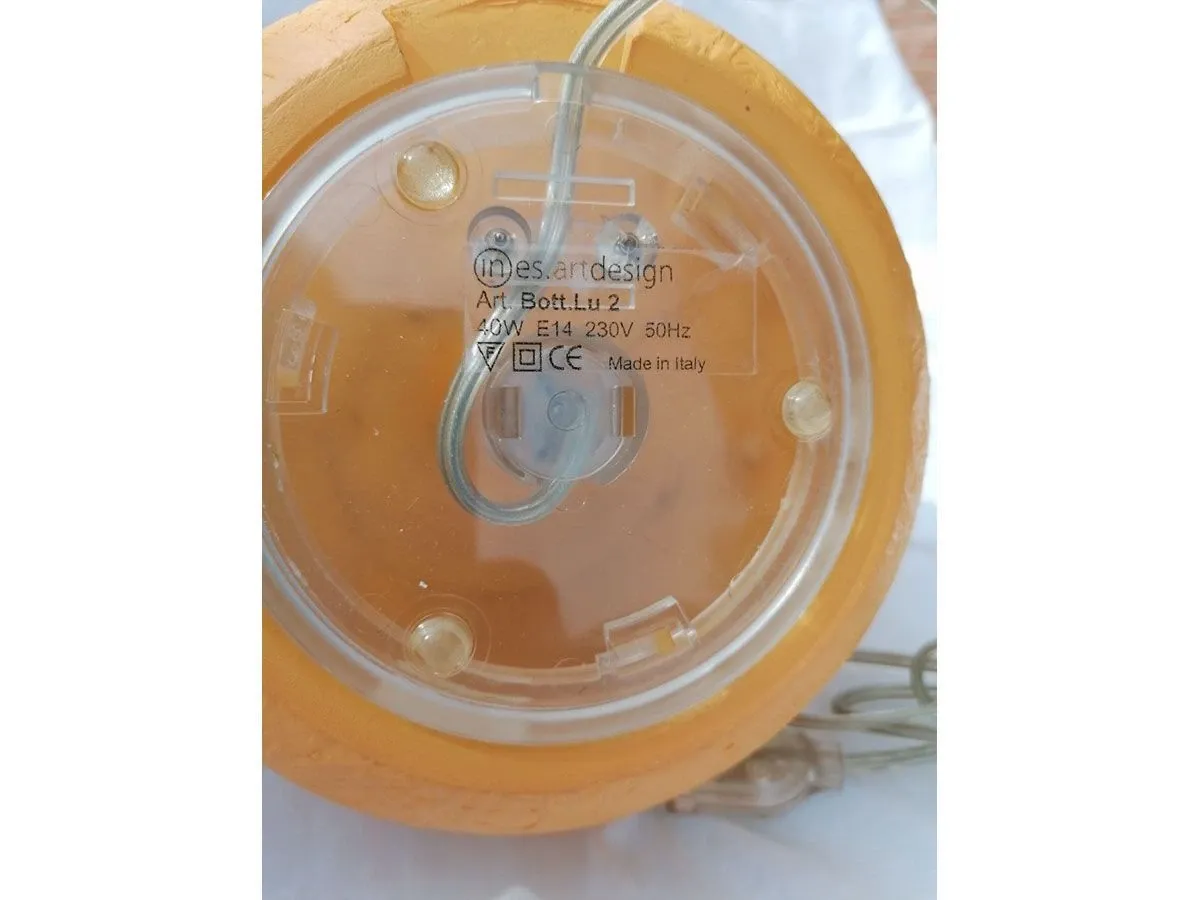 in es.artdesign
Art. Bott.Lu 2
40W E14 230V 50Hz
F CE Made in Italy